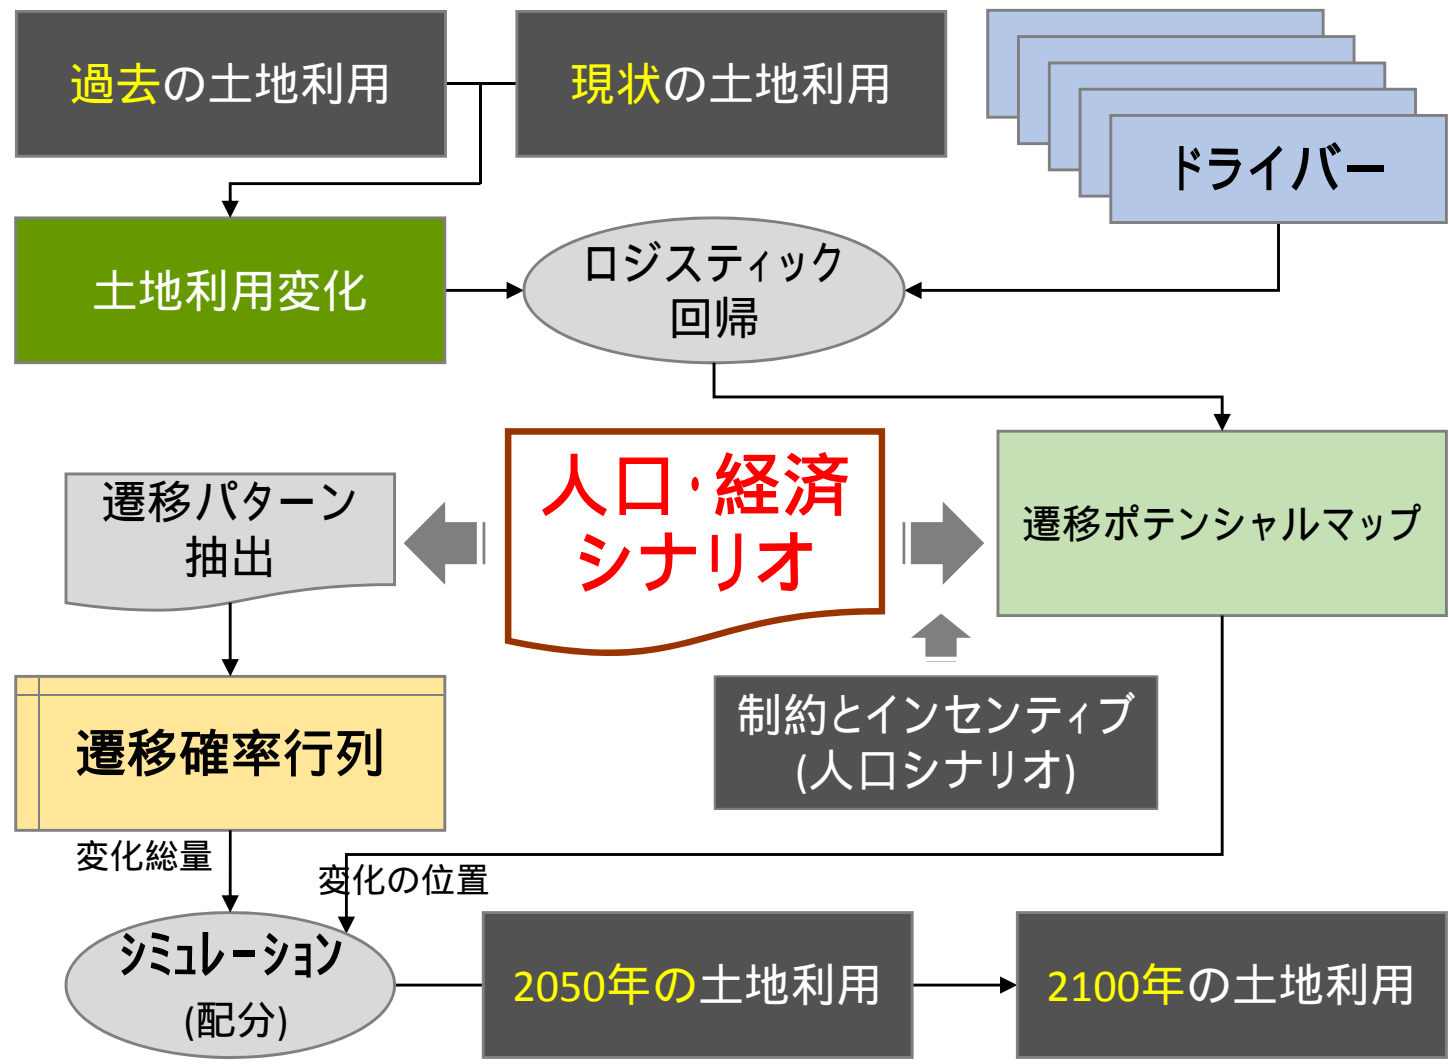 過去の土地利用
現状の土地利用
ドライバー
土地利用変化
ロジスティック
回帰
遷移パターン
抽出
人口・経済
シナリオ
遷移ポテンシャルマップ
制約とインセンティブ
(人口シナリオ)
遷移確率行列
変化総量
変化の位置
シミュレーション
(配分)
2050年の土地利用
2100年の土地利用